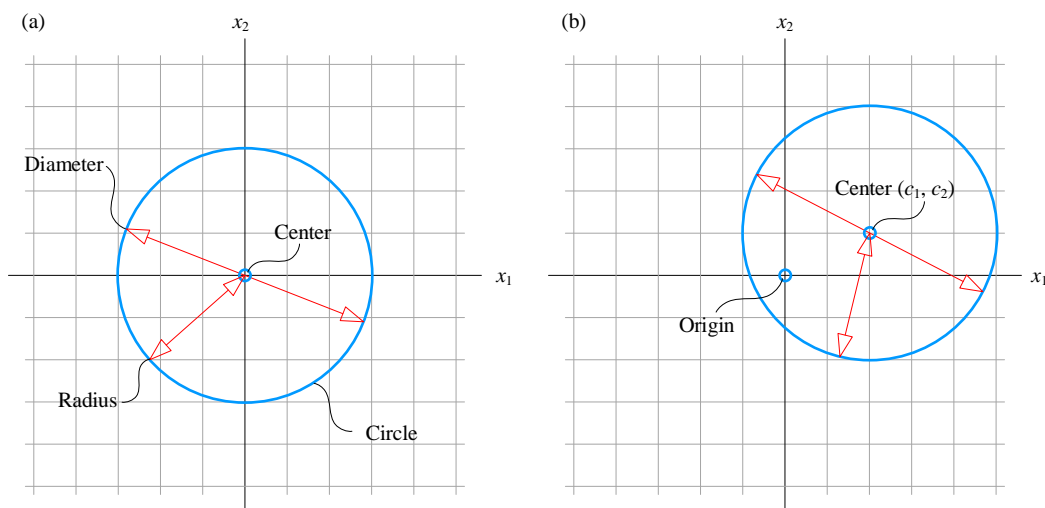 (a)
x2
Diameter
Center
x1
Radius
Circle
(b)
x2
Center (c1, c2)
x1
Origin